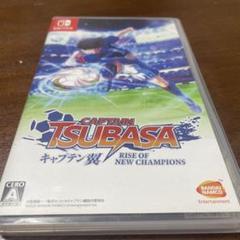 CAPTAIN
TSUBASA
キャプテン翼
RISE OF
NEW CHAMPIONS
CERO
A
BANDAI
NAMCO
Entertainment